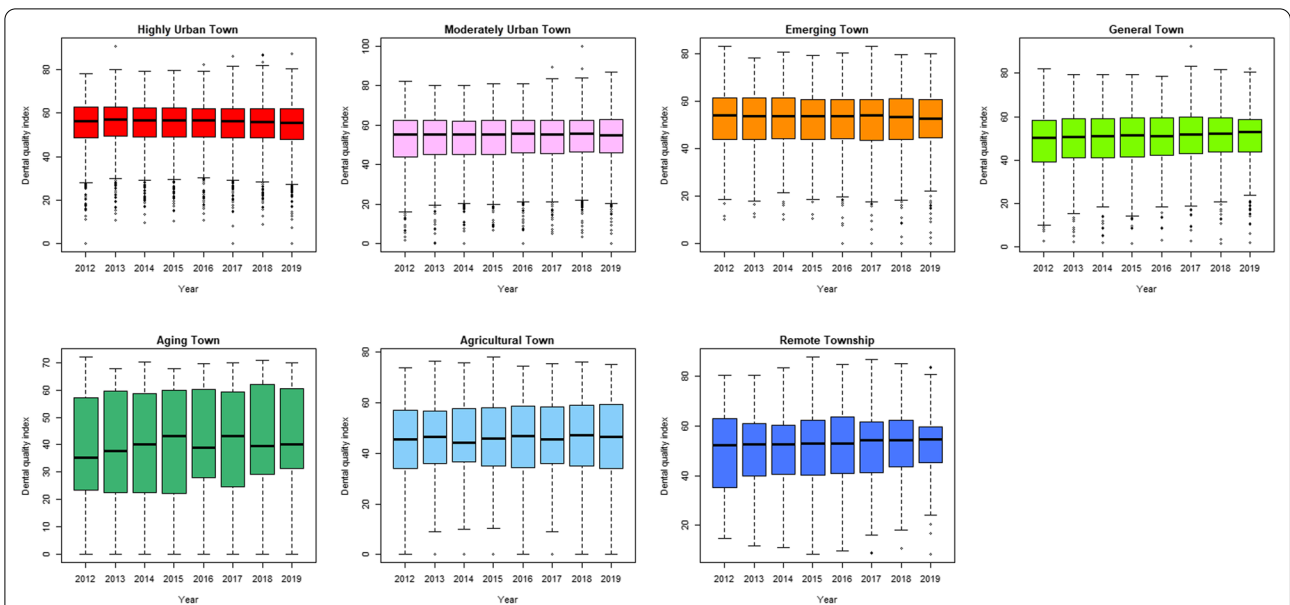 Highly Urban Town
Dental quality index
80
60
40
20
0
2012 2013 2014 2015 2016 2017 2018 2019
Year
Moderately Urban Town
Dental quality index
100
80
60
40
20
0
2012 2013 2014 2015 2016 2017 2018 2019
Year
Emerging Town
Dental quality index
80
60
40
20
0
2012 2013 2014 2015 2016 2017 2018 2019
Year
General Town
Dental quality index
80
60
40
20
0
2012 2013 2014 2015 2016 2017 2018 2019
Year
Aging Town
Dental quality index
70
60
50
40
30
20
10
0
2012 2013 2014 2015 2016 2017 2018 2019
Year
Agricultural Town
Dental quality index
80
60
40
20
0
2012 2013 2014 2015 2016 2017 2018 2019
Year
Remote Township
Dental quality index
80
60
40
20
2012 2013 2014 2015 2016 2017 2018 2019
Year